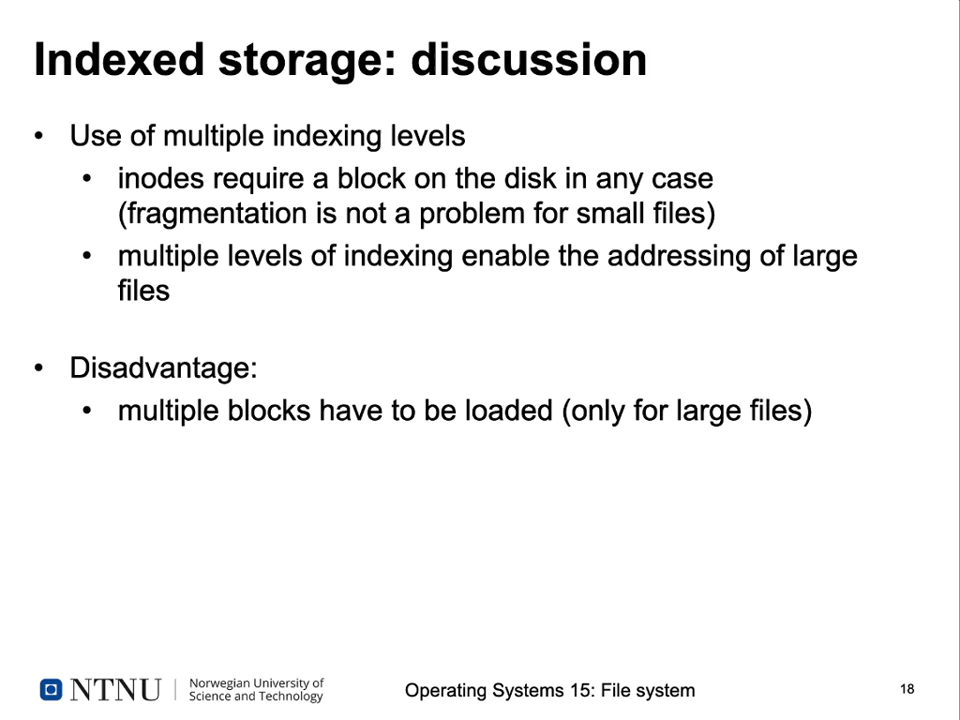 Indexed storage: discussion
• Use of multiple indexing levels
• inodes require a block on the disk in any case
(fragmentation is not a problem for small files)
• multiple levels of indexing enable the addressing of large
files
• Disadvantage:
• multiple blocks have to be loaded (only for large files)
NTNU
Norwegian University of
Science and Technology
Operating Systems 15: File system
18